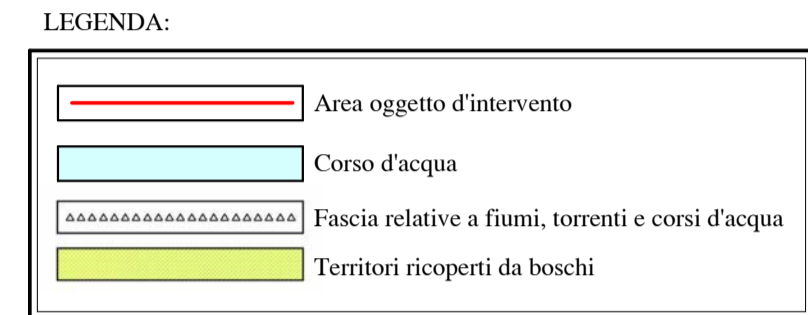 LEGENDA:
Area oggetto d'intervento
Corso d'acqua
Fascia relative a fiumi, torrenti e corsi d'acqua
Territori ricoperti da boschi